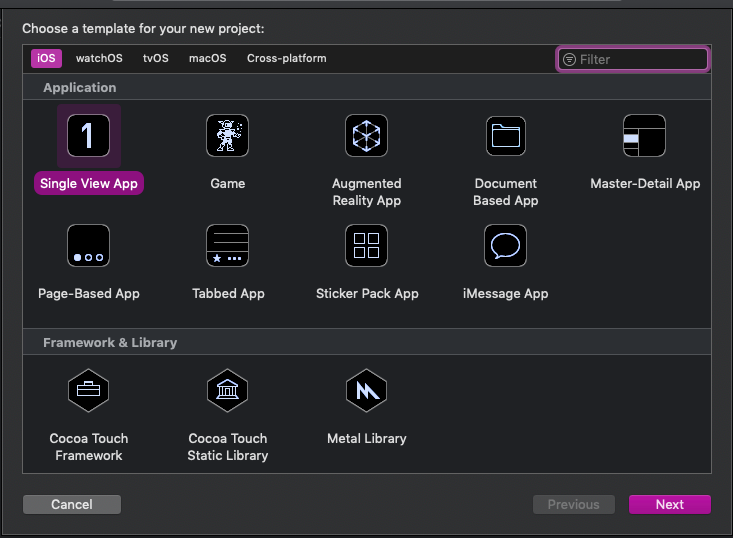 Choose a template for your new project:
iOS watchOS tvOS macOS Cross-platform Filter
Application
1
Single View App Game Augmented Reality App Document Based App Master-Detail App
Page-Based App Tabbed App Sticker Pack App iMessage App
Framework & Library
Cocoa Touch Framework Cocoa Touch Static Library Metal Library
Cancel Previous Next